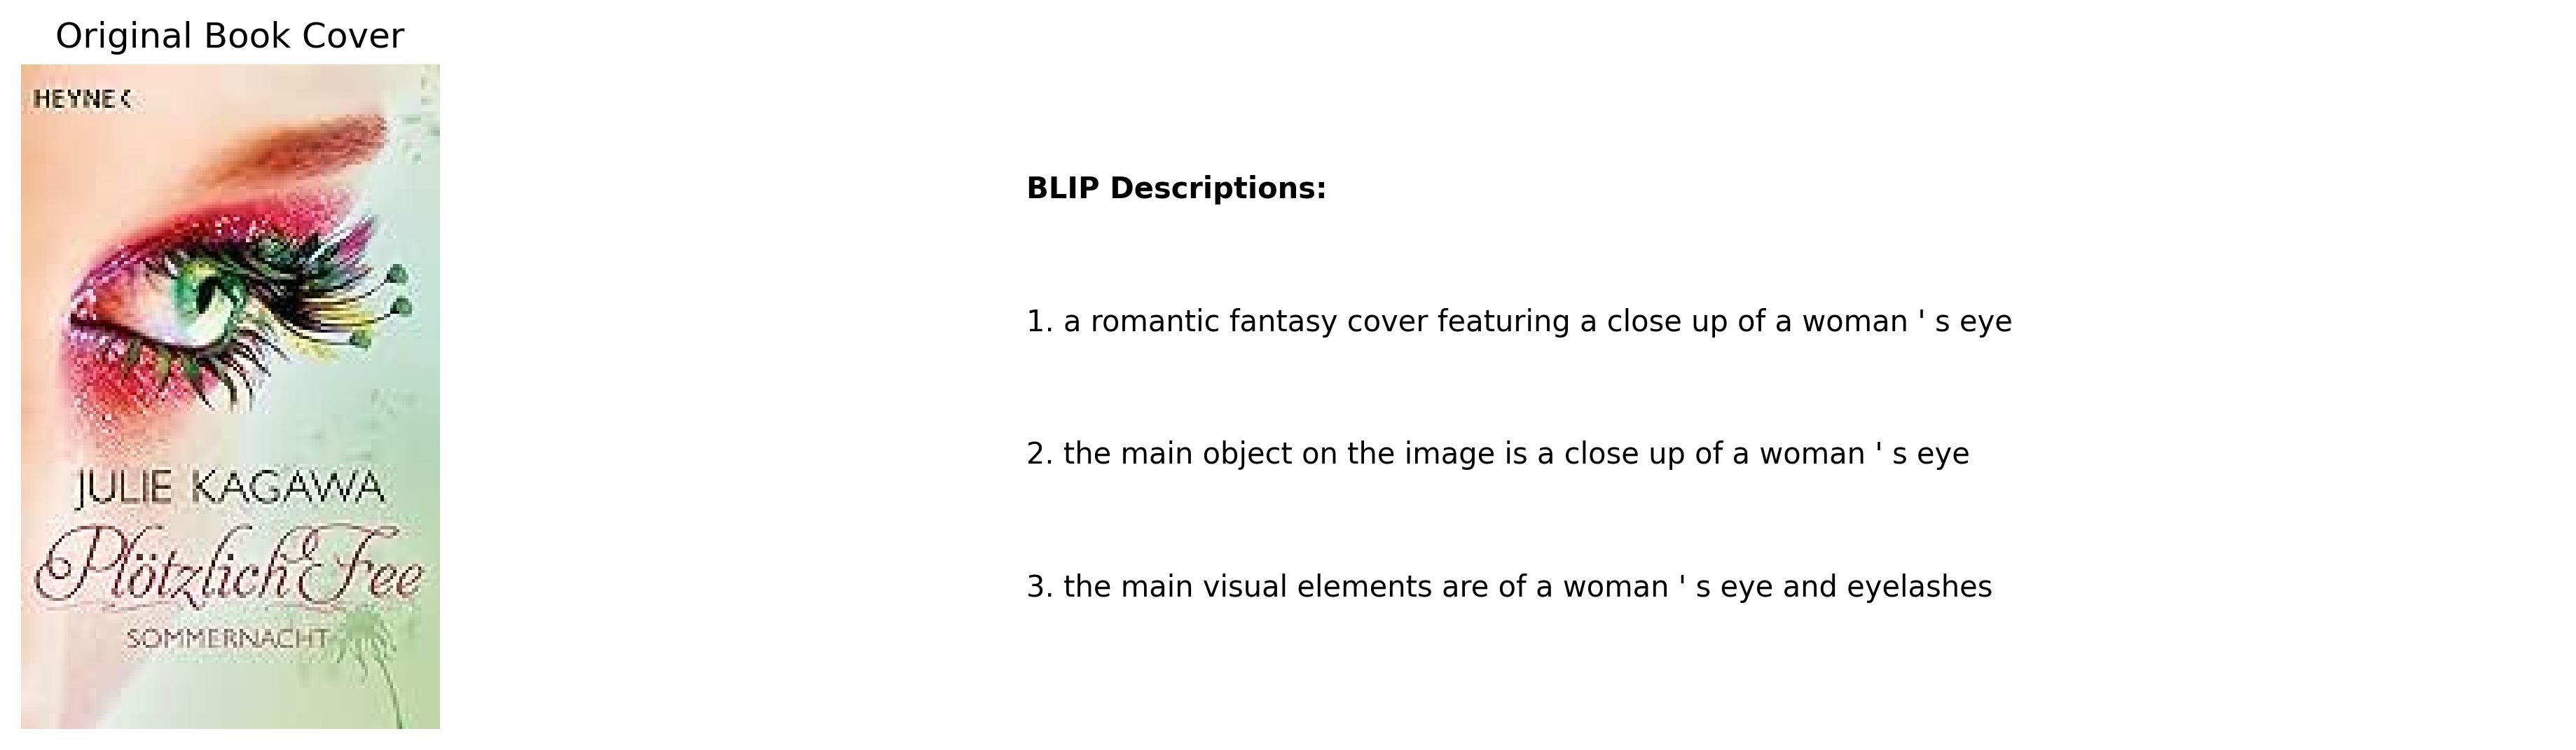 Original Book Cover
HEYNE <
JULIE KAGAWA
Plötzlich Fee
SOMMERNACHT
BLIP Descriptions:
1. a romantic fantasy cover featuring a close up of a woman ' s eye
2. the main object on the image is a close up of a woman ' s eye
3. the main visual elements are of a woman ' s eye and eyelashes